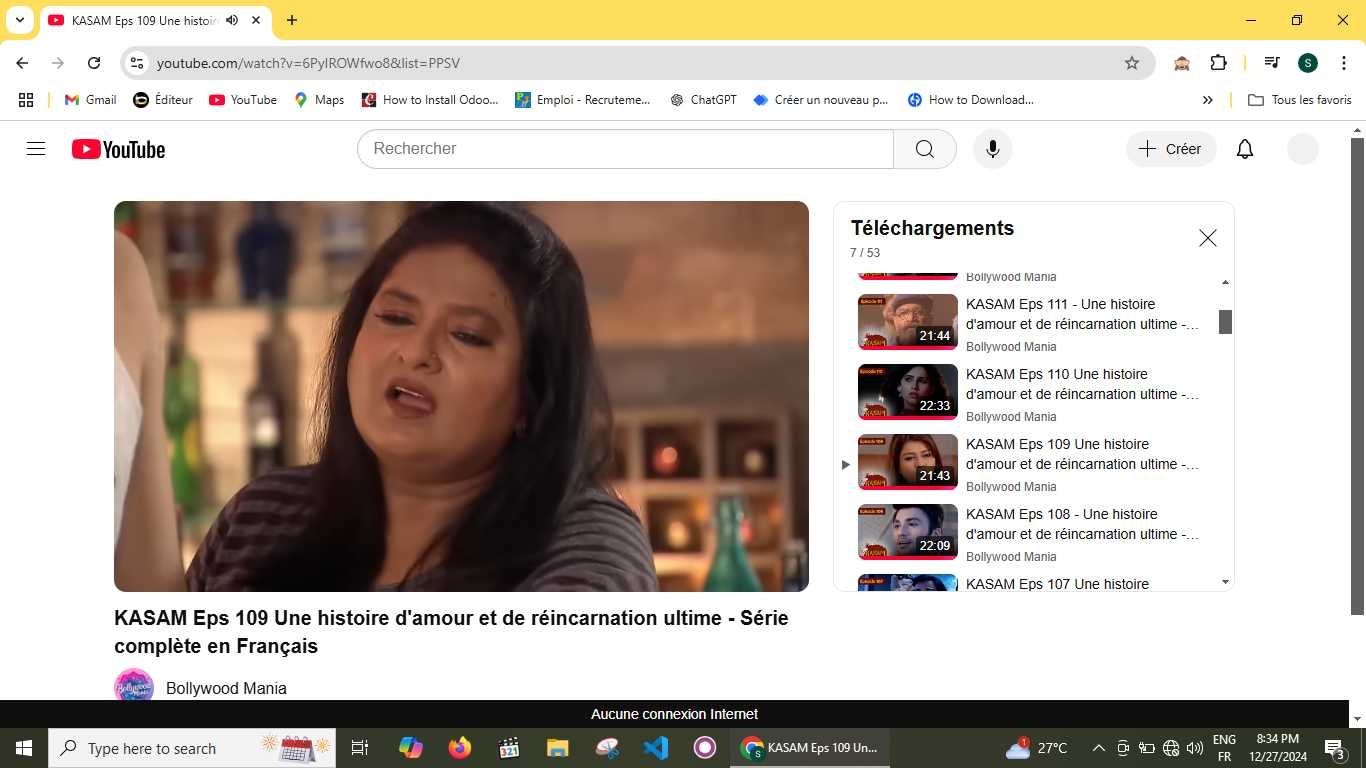 KASAM Eps 109 Une histoir
youtube.com/watch?v=6PylROWfwo8&list=PPSV
S
Gmail
Éditeur
YouTube
Maps
How to Install Odoo...
Emploi - Recruteme...
ChatGPT
Créer un nouveau p...
How to Download...
Tous les favoris
YouTube
Rechercher
Créer
Téléchargements
7 / 53
Bollywood Mania
KASAM Eps 111 - Une histoire
d'amour et de réincarnation ultime -...
Bollywood Mania
21:44
KASAM Eps 110 Une histoire
d'amour et de réincarnation ultime -...
Bollywood Mania
22:33
KASAM Eps 109 Une histoire
d'amour et de réincarnation ultime -...
Bollywood Mania
21:43
KASAM Eps 108 - Une histoire
d'amour et de réincarnation ultime -...
Bollywood Mania
22:09
KASAM Eps 107 Une histoire
KASAM Eps 109 Une histoire d'amour et de réincarnation ultime - Série
complète en Français
Bollywood Mania
Aucune connexion Internet
Type here to search
KASAM Eps 109 Un...
27°C
ENG
FR
8:34 PM
12/27/2024
3